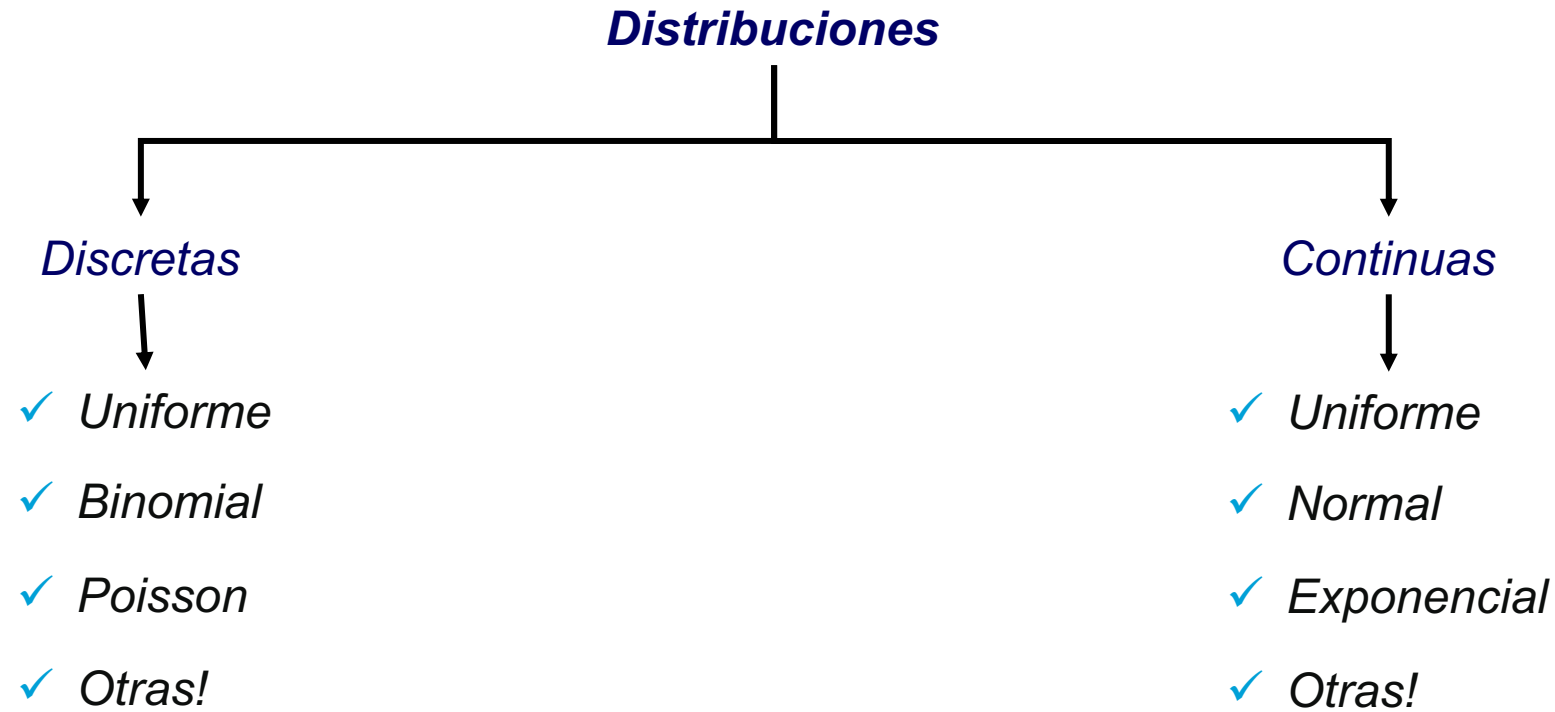 Distribuciones
Discretas
Uniforme
Binomial
Poisson
Otras!
Continuas
Uniforme
Normal
Exponencial
Otras!